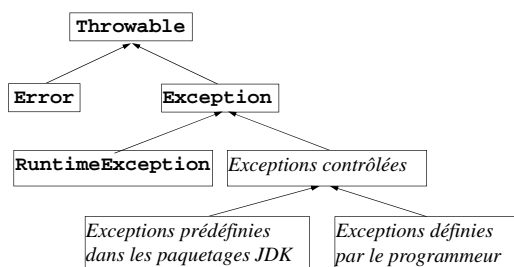 Throwable
Error
Exception
RuntimeException
Exceptions contrôlées
Exceptions prédéfinies
dans les paquetages JDK
Exceptions définies
par le programmeur